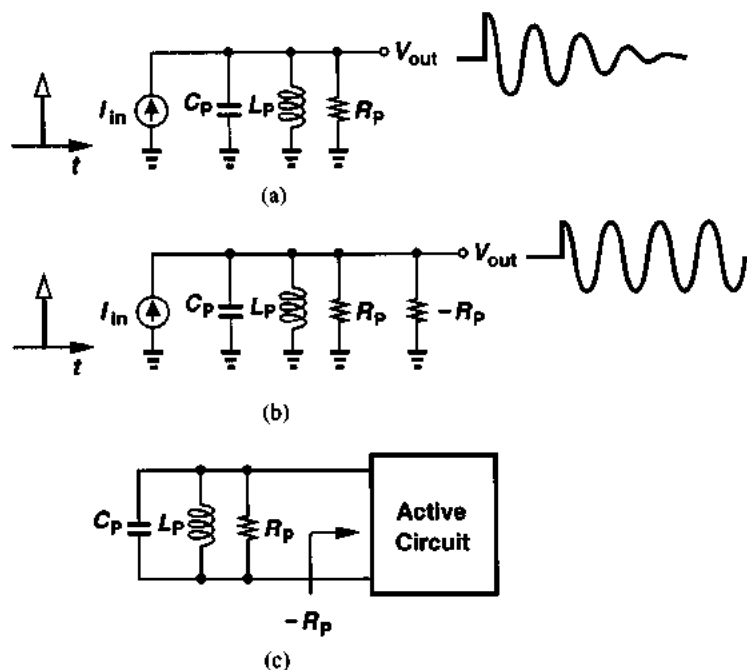 I_in C_P L_P R_P V_out
t
(a)
I_in C_P L_P R_P −R_P V_out
t
(b)
C_P L_P R_P Active
Circuit
−R_P
(c)